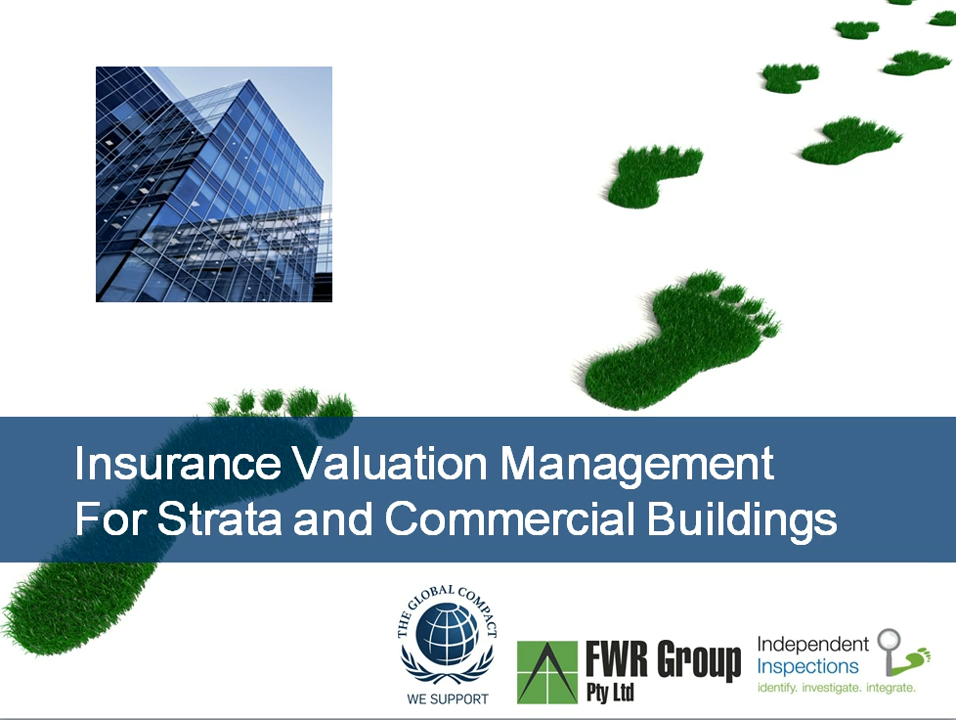 Insurance Valuation Management
For Strata and Commercial Buildings
THE GLOBAL COMPACT
WE SUPPORT
FWR Group
Pty Ltd
Independent
Inspections
identify. investigate. integrate.